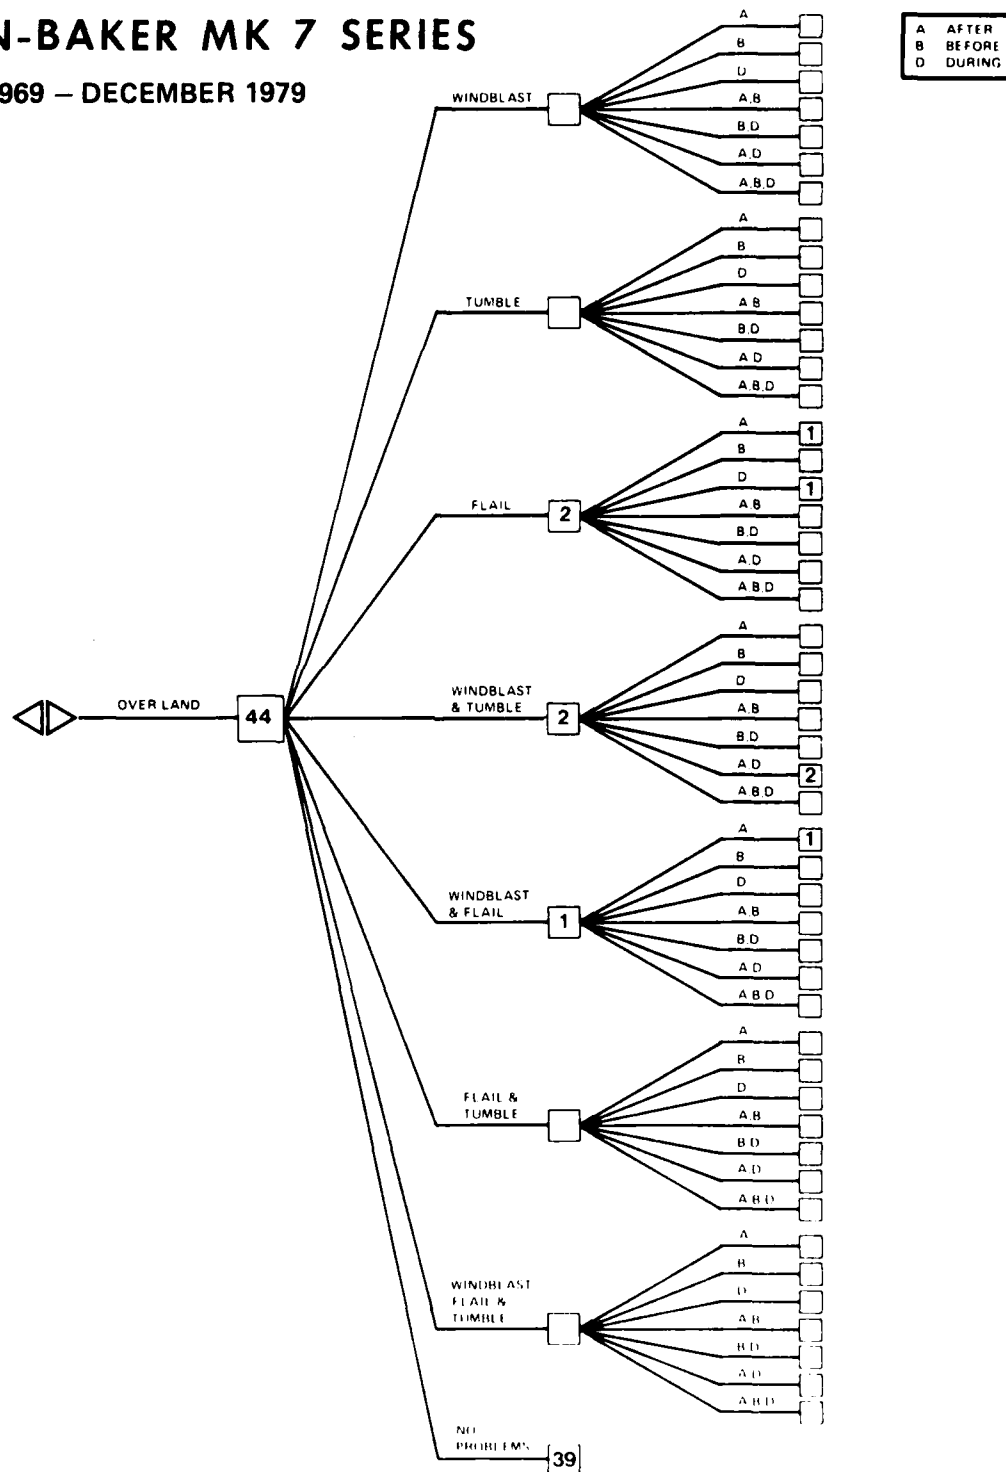 N-BAKER MK 7 SERIES
969 – DECEMBER 1979
A AFTER
B BEFORE
D DURING
OVER LAND
44
WINDBLAST
A
B
D
A,B
B,D
A,D
A,B,D
TUMBLE
A
B
D
A B
B,D
A D
A,B,D
FLAIL
2
A
1
B
D
1
A,B
B,D
A,D
A B,D
WINDBLAST
& TUMBLE
2
A
B
D
A,B
B,D
A D
2
A B,D
WINDBLAST
& FLAIL
1
A
1
B
D
A,B
B,D
A D
A B D
FLAIL &
TUMBLE
A
B
D
A,B
B D
A,D
A B D
WINDBLAST
FLAIL &
TUMBLE
A
B
D
A B
B D
A D
A B D
NO
PROBLEMS
39